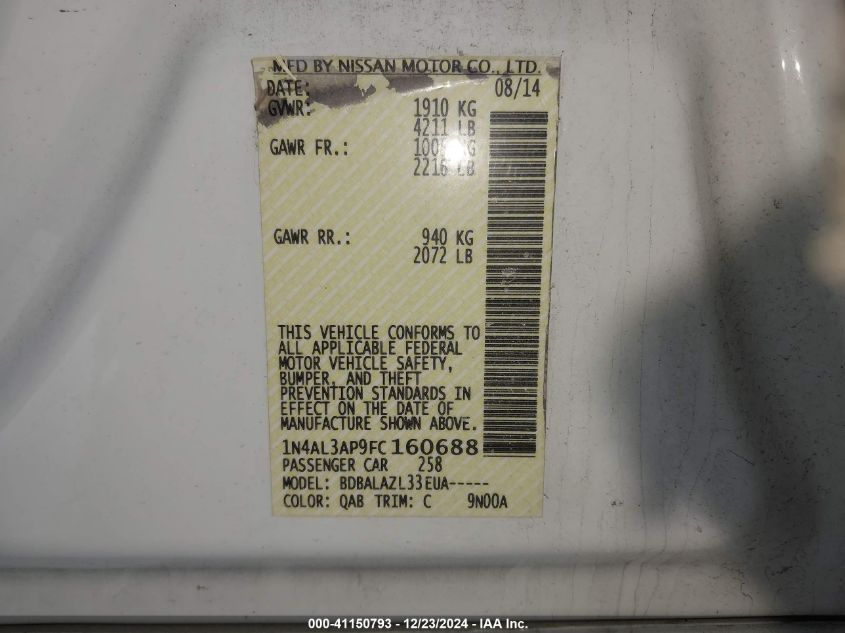 MFD BY NISSAN MOTOR CO., LTD.
DATE: 08/14
GVWR: 1910 KG
4211 LB
GAWR FR.: KG
2216 LB
GAWR RR.: 940 KG
2072 LB
THIS VEHICLE CONFORMS TO
ALL APPLICABLE FEDERAL
MOTOR VEHICLE SAFETY,
BUMPER, AND THEFT
PREVENTION STANDARDS IN
EFFECT ON THE DATE OF
MANUFACTURE SHOWN ABOVE.
1N4AL3AP9FC160688
PASSENGER CAR 258
MODEL: BDBALAZL33EUA-----
COLOR: QAB TRIM: C 9N00A
000-41150793 - 12/23/2024 - IAA Inc.